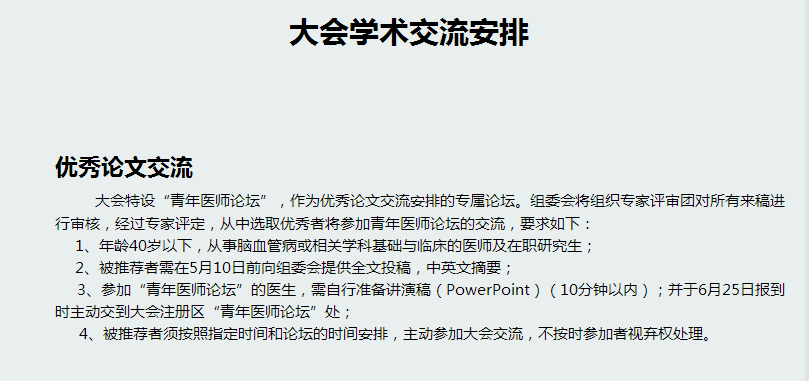 大会学术交流安排
优秀论文交流
大会特设“青年医师论坛”，作为优秀论文交流安排的专属论坛。组委会将组织专家评审团对所有来稿进
行审核，经过专家评定，从中选取优秀者将参加青年医师论坛的交流，要求如下：
1、年龄40岁以下，从事脑血管病或相关学科基础与临床的医师及在职研究生；
2、被推荐者需在5月10日前向组委会提供全文投稿，中英文摘要；
3、参加“青年医师论坛”的医生，需自行准备讲演稿（PowerPoint）（10分钟以内）；并于6月25日报到
时主动交到大会注册区“青年医师论坛”处；
4、被推荐者须按照指定时间和论坛的时间安排，主动参加大会交流，不按时参加者视弃权处理。